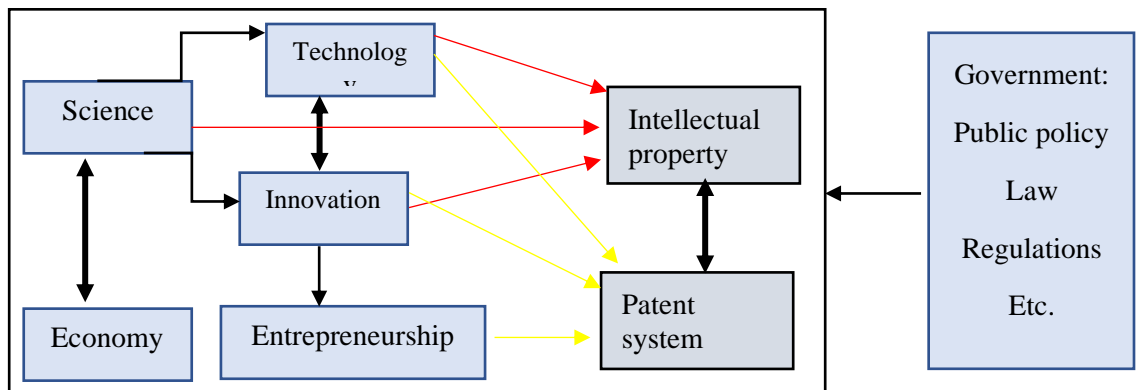 Technolog
y
Science
Intellectual
property
Innovation
Economy
Entrepreneurship
Patent
system
Government:
Public policy
Law
Regulations
Etc.